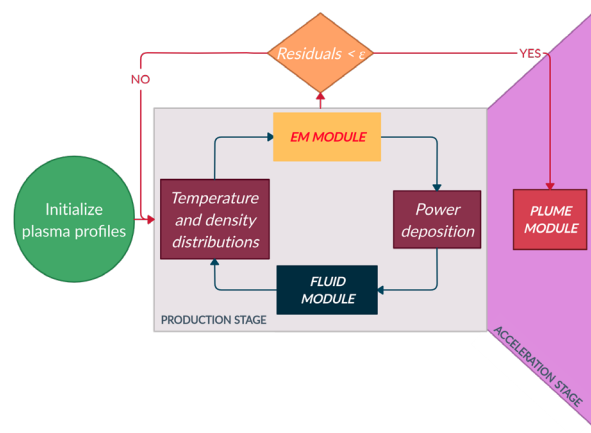 Residuals < ε
NO
YES
EM MODULE
Initialize
plasma profiles
Temperature
and density
distributions
Power
deposition
PLUME
MODULE
FLUID
MODULE
PRODUCTION STAGE
ACCELERATION STAGE